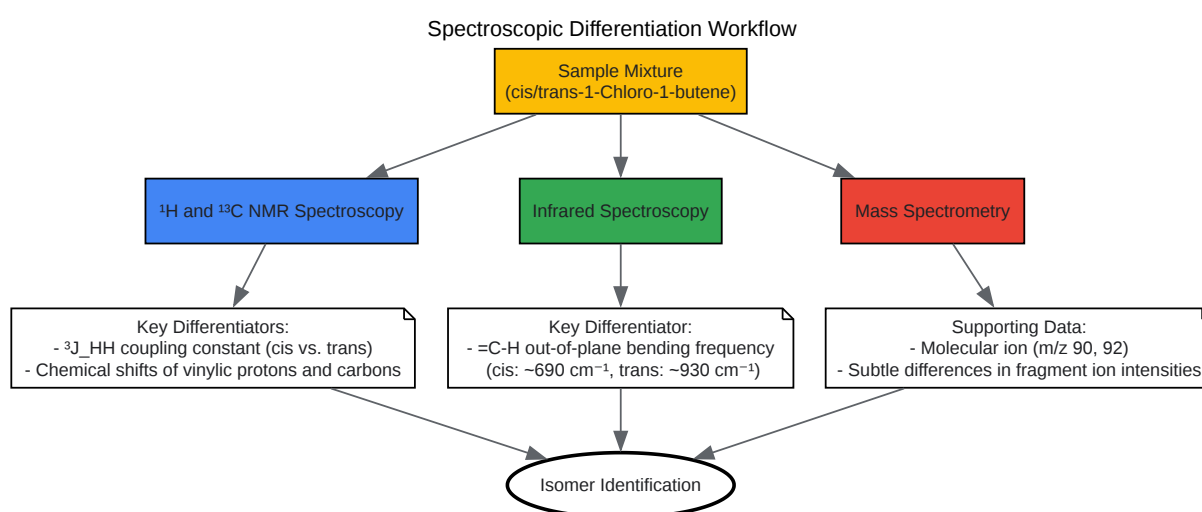 Spectroscopic Differentiation Workflow
Sample Mixture
(cis/trans-1-Chloro-1-butene)
¹H and ¹³C NMR Spectroscopy
Infrared Spectroscopy
Mass Spectrometry
Key Differentiators:
- ³J_HH coupling constant (cis vs. trans)
- Chemical shifts of vinylic protons and carbons
Key Differentiator:
- =C-H out-of-plane bending frequency
(cis: ~690 cm⁻¹, trans: ~930 cm⁻¹)
Supporting Data:
- Molecular ion (m/z 90, 92)
- Subtle differences in fragment ion intensities
Isomer Identification